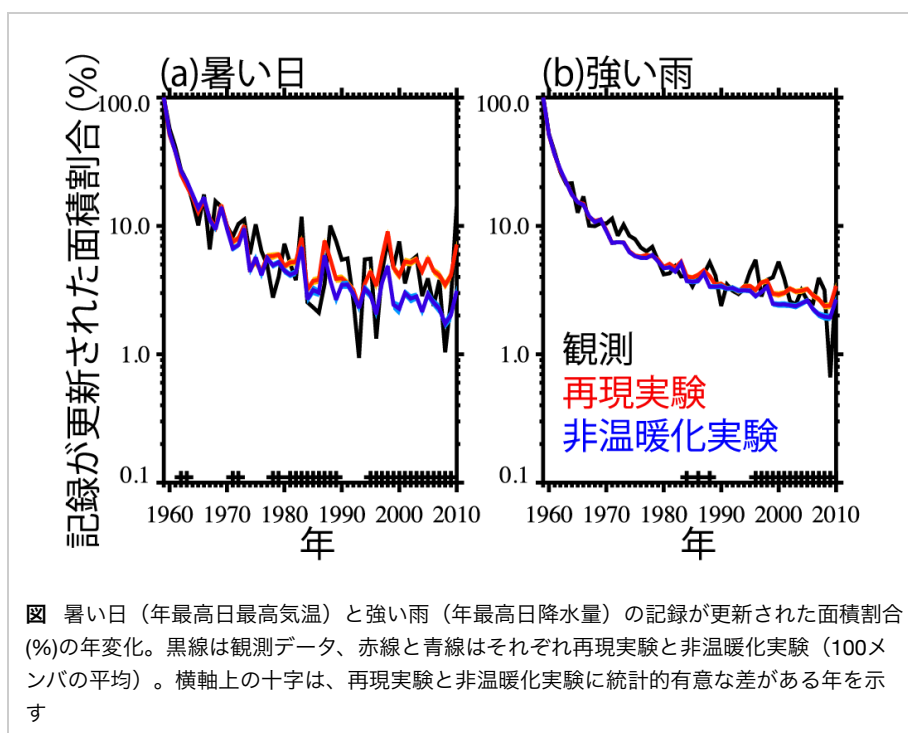 記録が更新された面積割合(%)
(a)暑い日
100.0
10.0
1.0
0.1
1960 1970 1980 1990 2000 2010
年
(b)強い雨
100.0
10.0
1.0
0.1
観測
再現実験
非温暖化実験
1960 1970 1980 1990 2000 2010
年
図 暑い日（年最高日最高気温）と強い雨（年最高日降水量）の記録が更新された面積割合
(%)の年変化。黒線は観測データ、赤線と青線はそれぞれ再現実験と非温暖化実験（100メ
ンバの平均）。横軸上の十字は、再現実験と非温暖化実験に統計的有意な差がある年を示
す